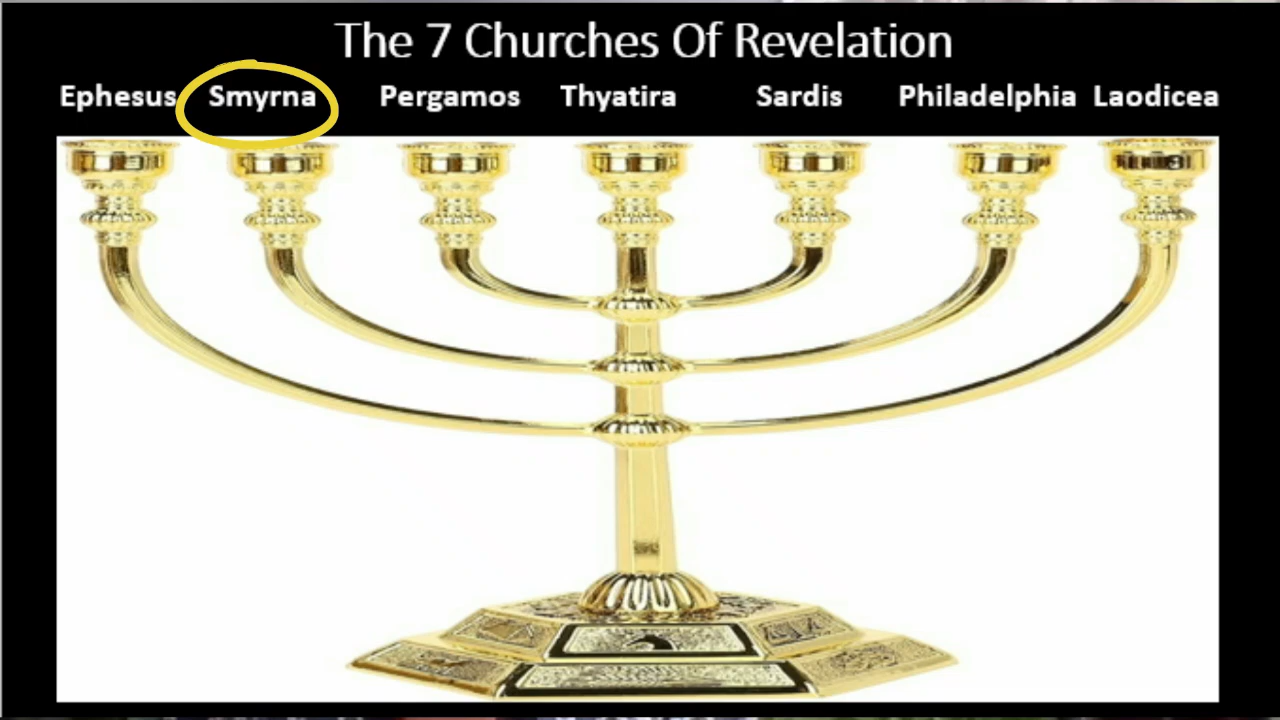 The 7 Churches Of Revelation
Ephesus Smyrna Pergamos Thyatira Sardis Philadelphia Laodicea